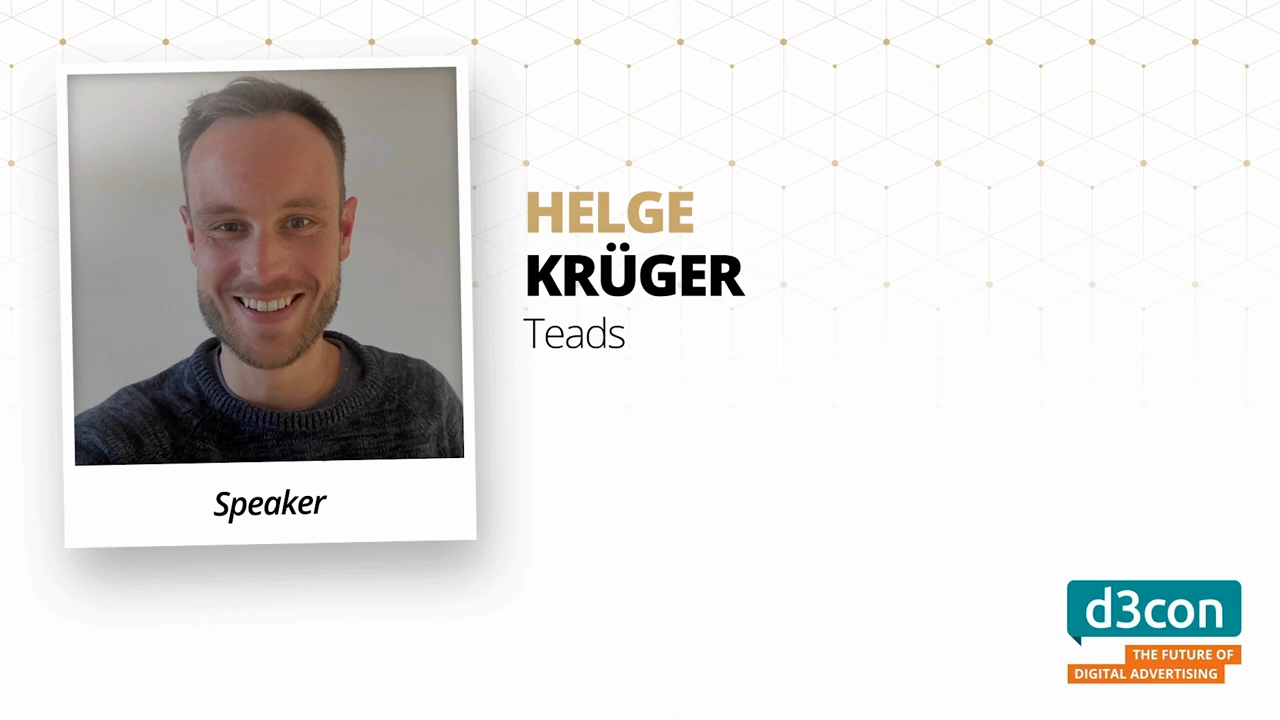 HELGE
KRÜGER
Teads
Speaker
d3con
THE FUTURE OF
DIGITAL ADVERTISING